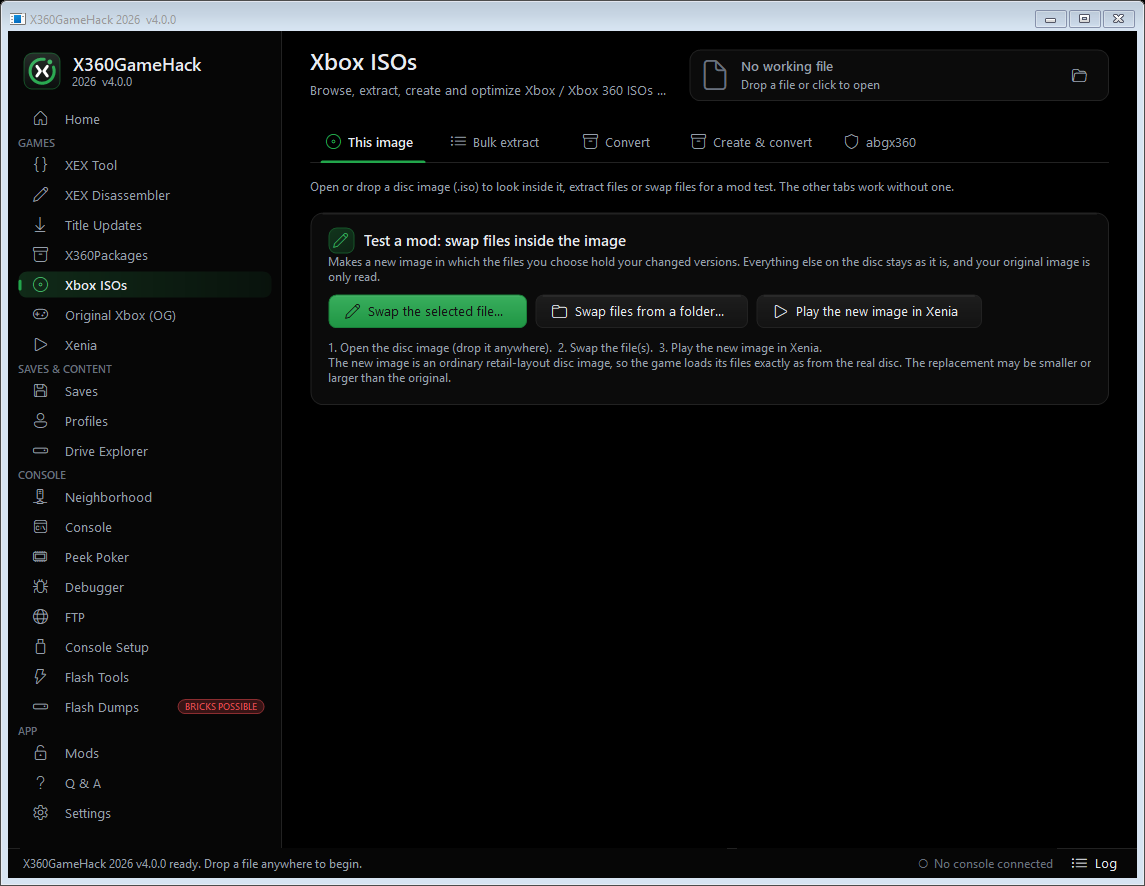 X360GameHack 2026 v4.0.0
X360GameHack
2026 v4.0.0
Home
GAMES
XEX Tool
XEX Disassembler
Title Updates
X360Packages
Xbox ISOs
Original Xbox (OG)
Xenia
SAVES & CONTENT
Saves
Profiles
Drive Explorer
CONSOLE
Neighborhood
Console
Peek Poker
Debugger
FTP
Console Setup
Flash Tools
Flash Dumps
BRICKS POSSIBLE
APP
Mods
Q & A
Settings
Xbox ISOs
Browse, extract, create and optimize Xbox / Xbox 360 ISOs ...
No working file
Drop a file or click to open
This image
Bulk extract
Convert
Create & convert
abgx360
Open or drop a disc image (.iso) to look inside it, extract files or swap files for a mod test. The other tabs work without one.
Test a mod: swap files inside the image
Makes a new image in which the files you choose hold your changed versions. Everything else on the disc stays as it is, and your original image is
only read.
Swap the selected file...
Swap files from a folder...
Play the new image in Xenia
1. Open the disc image (drop it anywhere). 2. Swap the file(s). 3. Play the new image in Xenia.
The new image is an ordinary retail-layout disc image, so the game loads its files exactly as from the real disc. The replacement may be smaller or
larger than the original.
X360GameHack 2026 v4.0.0 ready. Drop a file anywhere to begin.
No console connected
Log